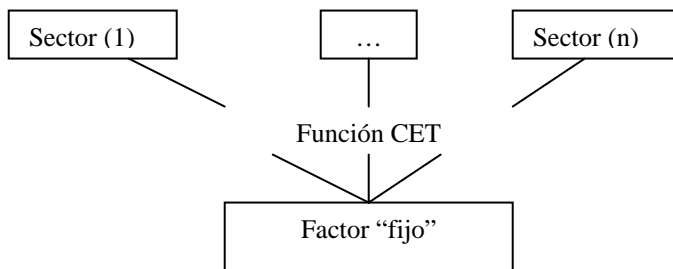 Sector (1)
...
Sector (n)
Función CET
Factor “fijo”